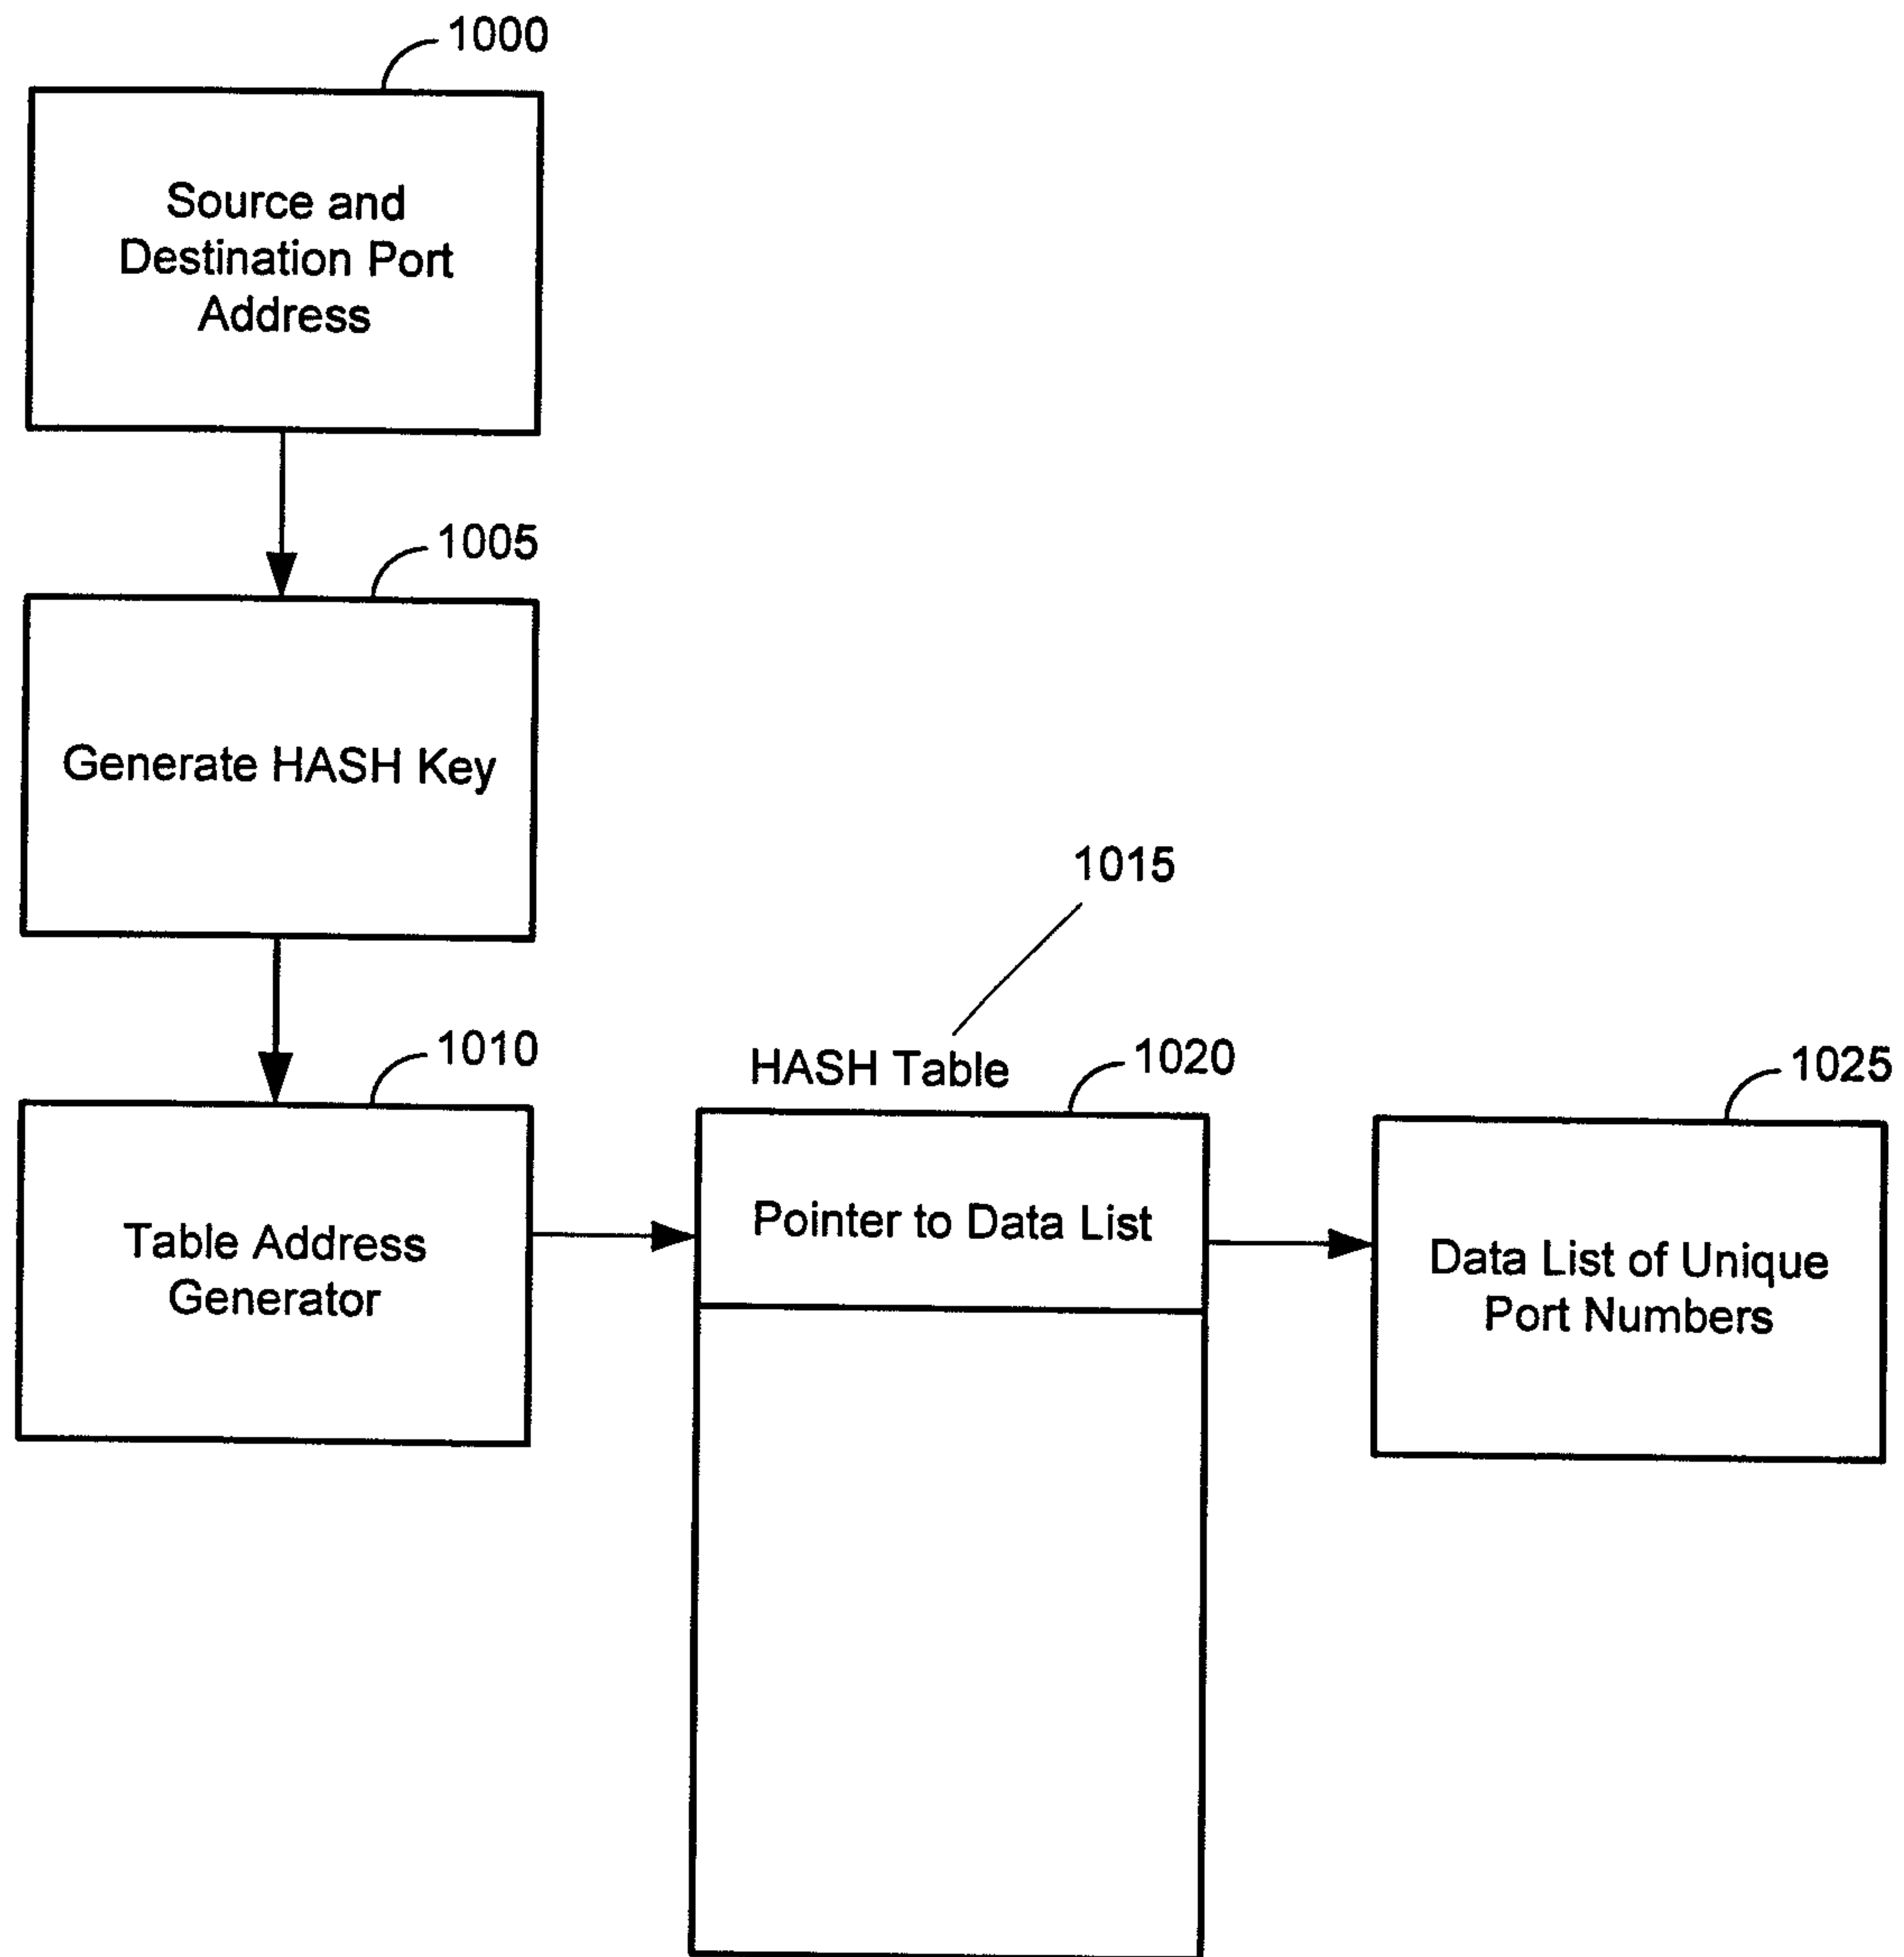 1000
Source and
Destination Port
Address
1005
Generate HASH Key
1010
Table Address
Generator
1015
HASH Table
1020
Pointer to Data List
1025
Data List of Unique
Port Numbers